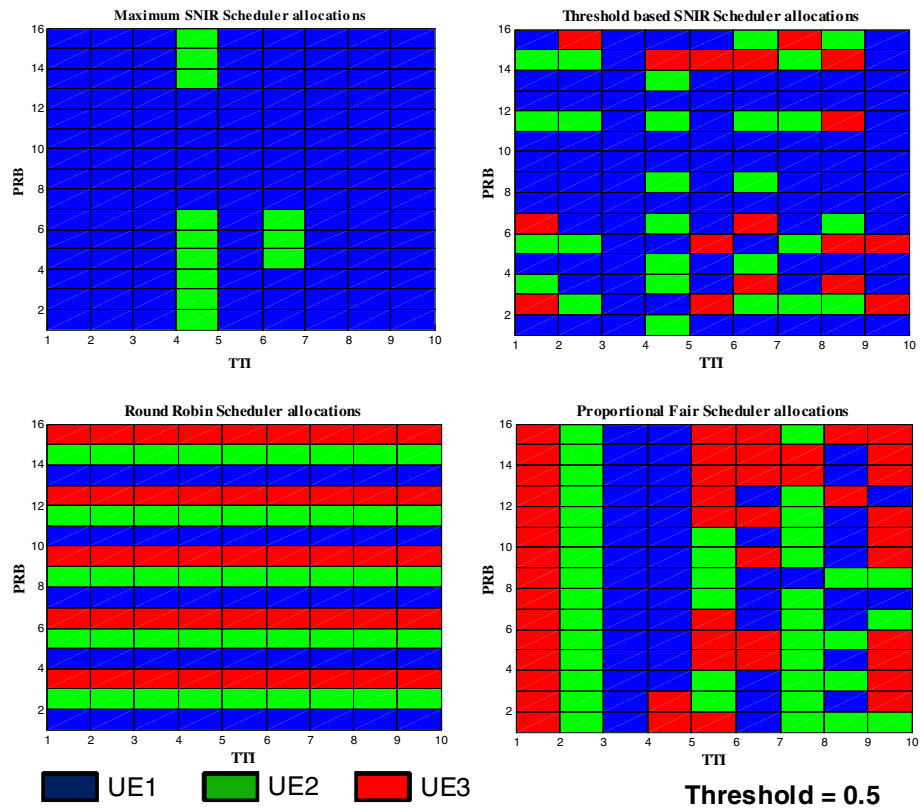 Maximum SNIR Scheduler allocations
16
14
12
10
8
6
4
2
PRB
1 2 3 4 5 6 7 8 9 10
TTI
Threshold based SNIR Scheduler allocations
16
14
12
10
8
6
4
2
PRB
1 2 3 4 5 6 7 8 9 10
TTI
Round Robin Scheduler allocations
16
14
12
10
8
6
4
2
PRB
1 2 3 4 5 6 7 8 9 10
TTI
Proportional Fair Scheduler allocations
16
14
12
10
8
6
4
2
PRB
1 2 3 4 5 6 7 8 9 10
TTI
UE1 UE2 UE3
Threshold = 0.5